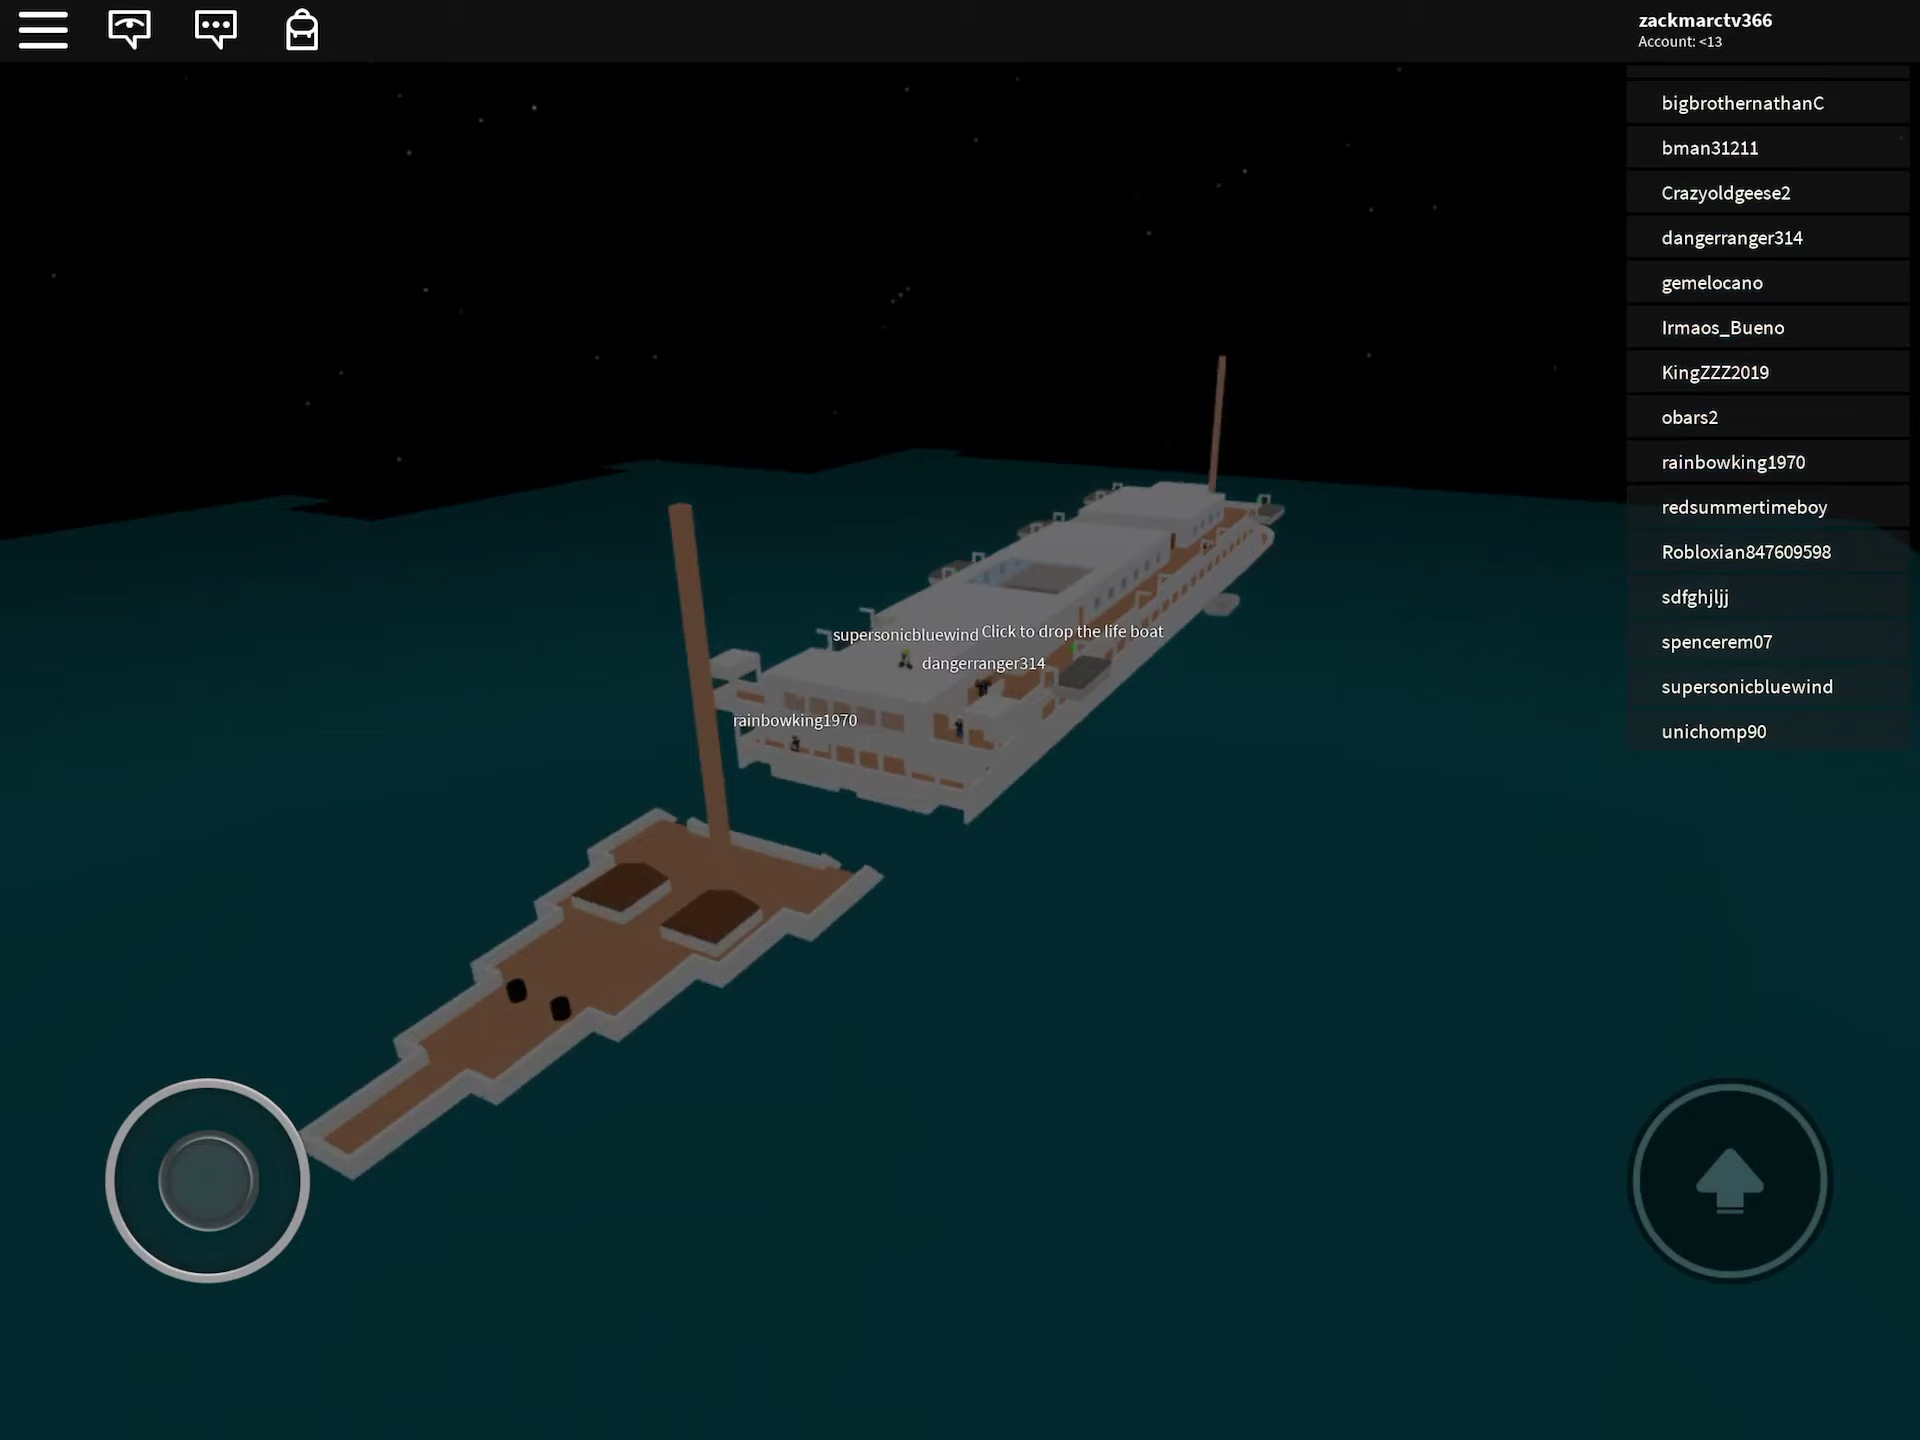 zackmarctv366
Account: <13
bigbrothernathanC
bman31211
Crazyoldgeese2
dangerranger314
gemelocano
Irmaos_Bueno
KingZZZ2019
obars2
rainbowking1970
redsummertimeboy
Robloxian847609598
sdfghjljj
spencerem07
supersonicbluewind
unichomp90
supersonicbluewind
Click to drop the life boat
dangerranger314
rainbowking1970